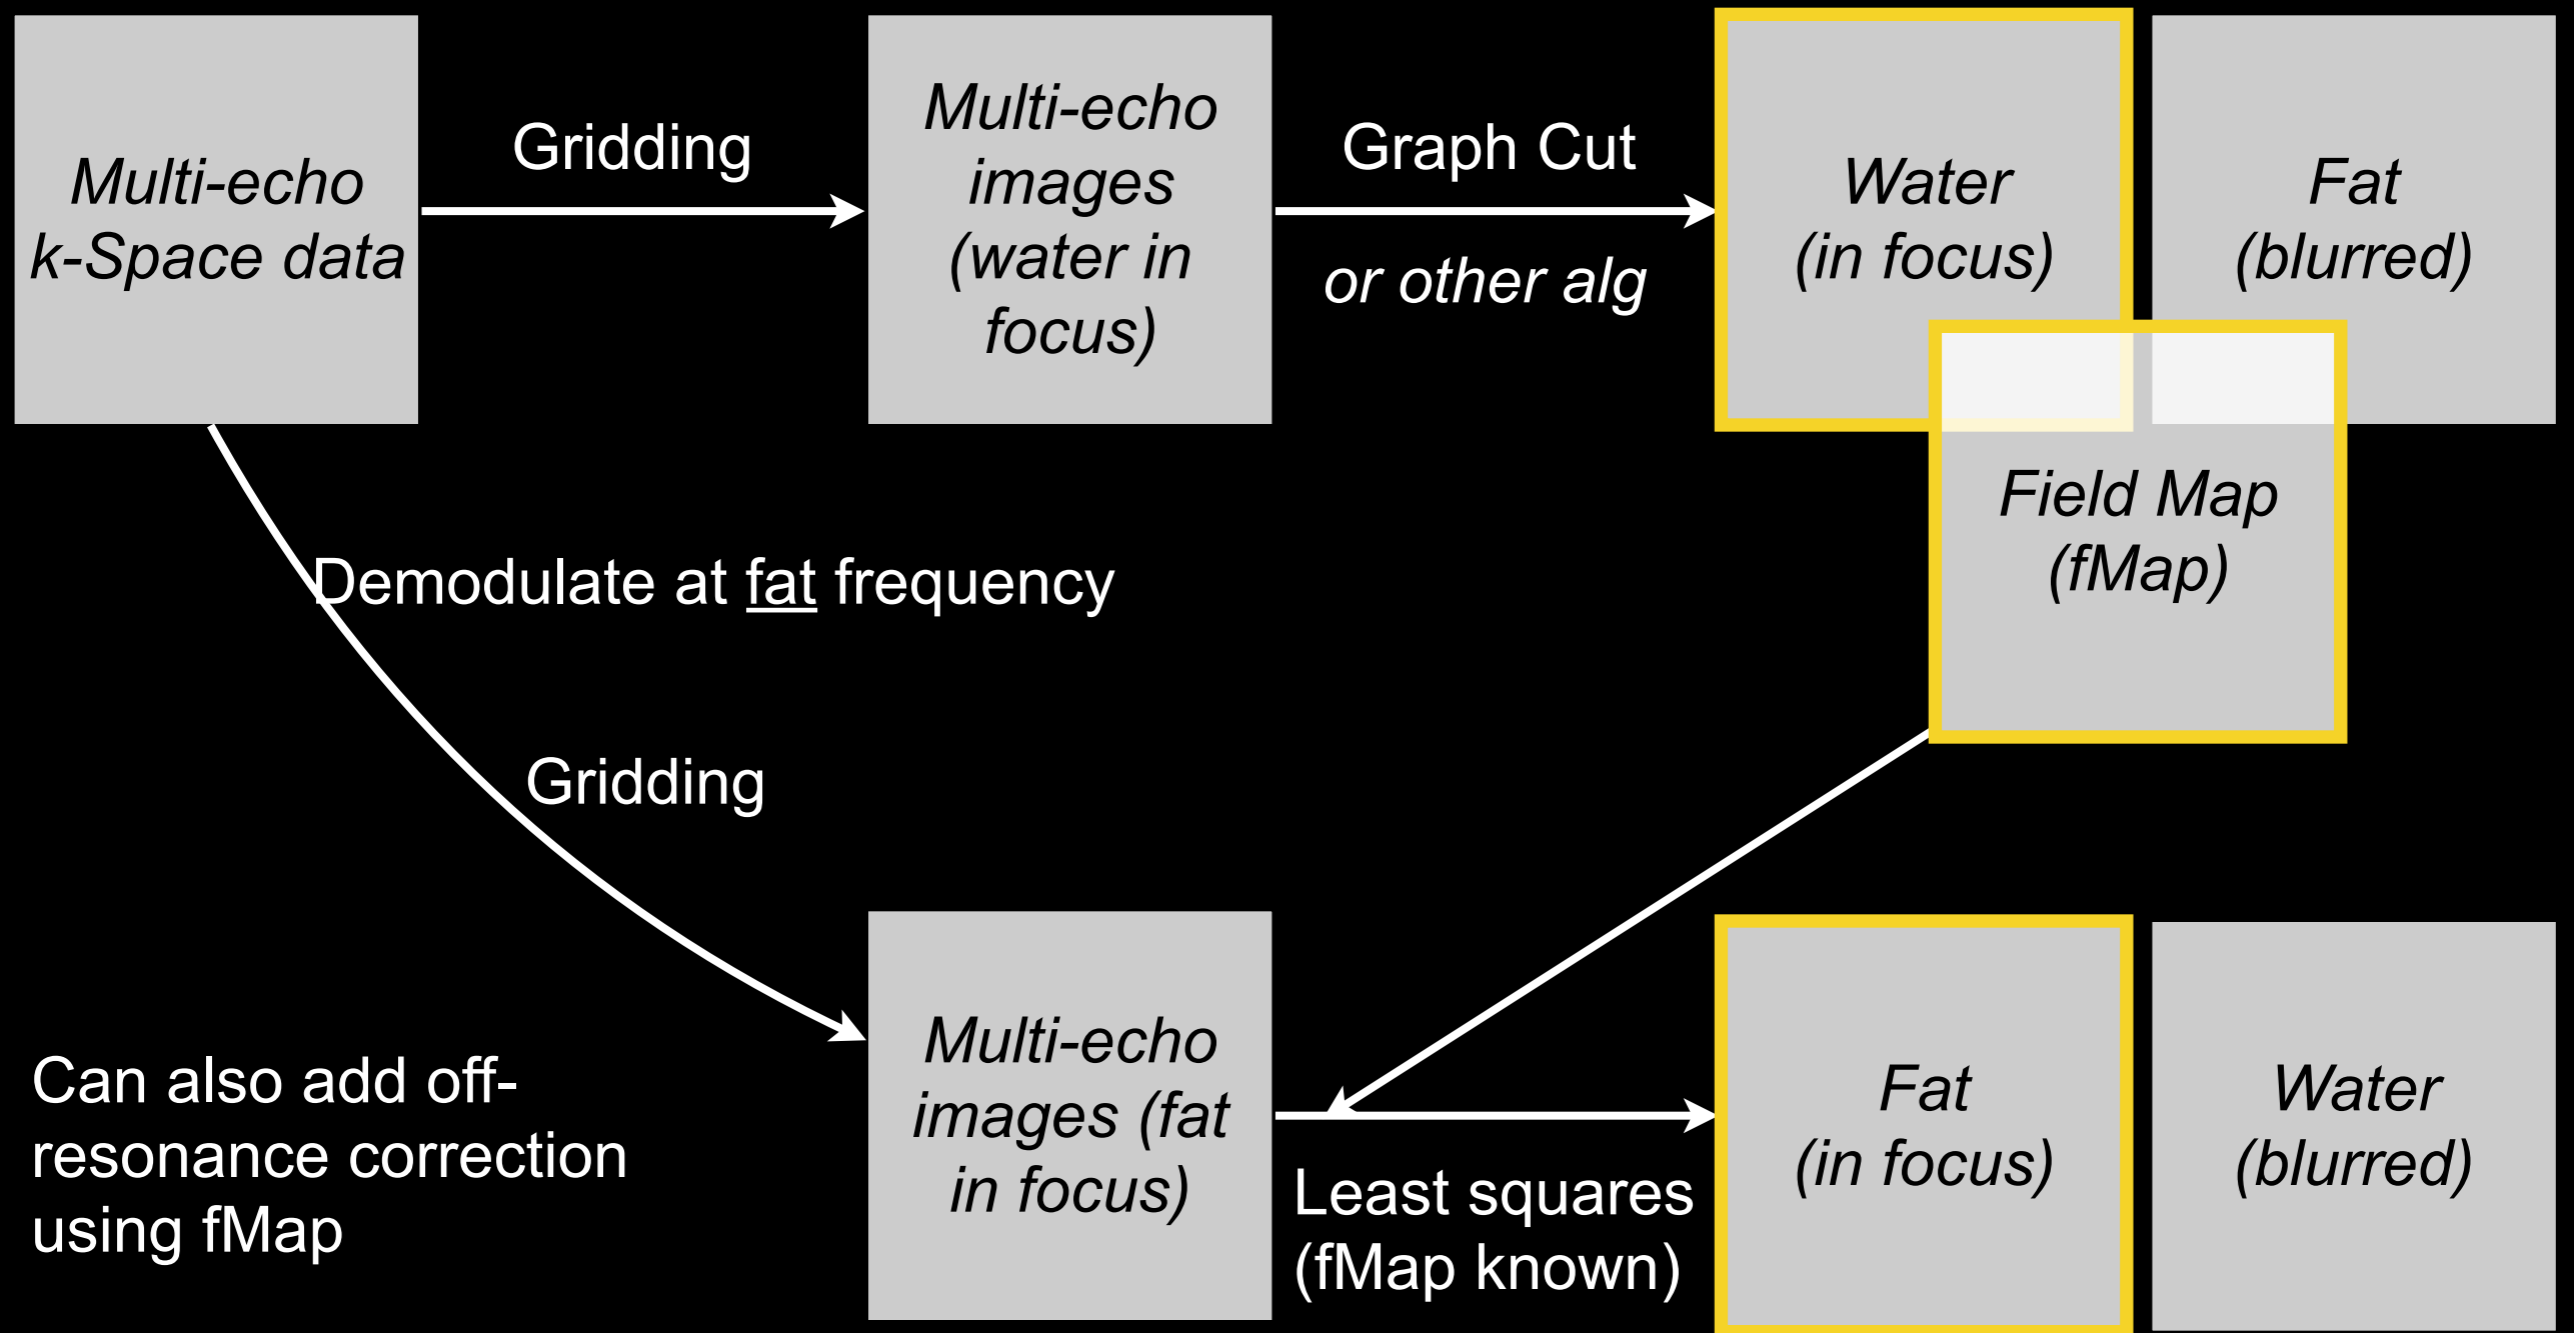 Multi-echo
k-Space data
Gridding
Multi-echo
images
(water in
focus)
Graph Cut
or other alg
Water
(in focus)
Fat
(blurred)
Field Map
(fMap)
Demodulate at fat frequency
Gridding
Can also add off-
resonance correction
using fMap
Multi-echo
images (fat
in focus)
Least squares
(fMap known)
Fat
(in focus)
Water
(blurred)